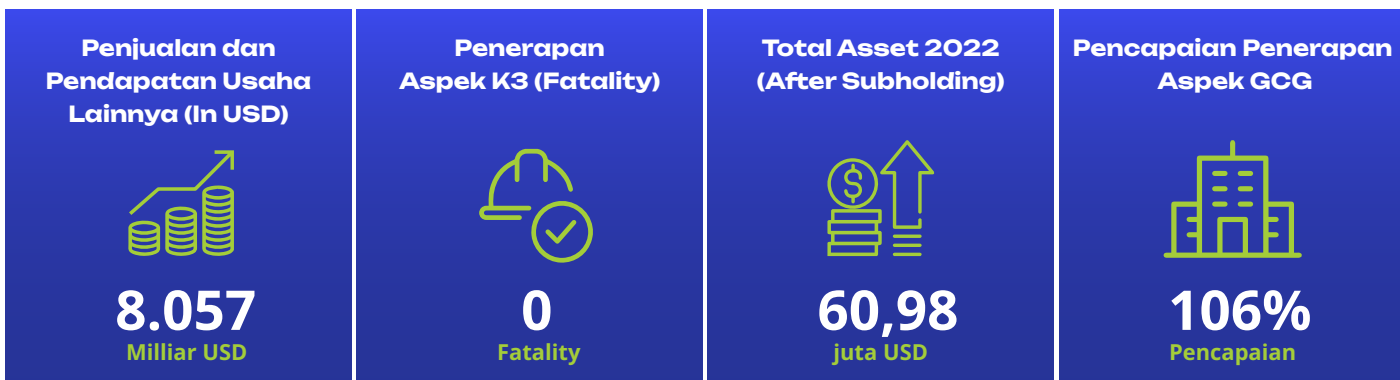 Penjualan dan
Pendapatan Usaha
Lainnya (In USD)
8.057
Milliar USD
Penerapan
Aspek K3 (Fatality)
0
Fatality
Total Asset 2022
(After Subholding)
60,98
juta USD
Pencapaian Penerapan
Aspek GCG
106%
Pencapaian